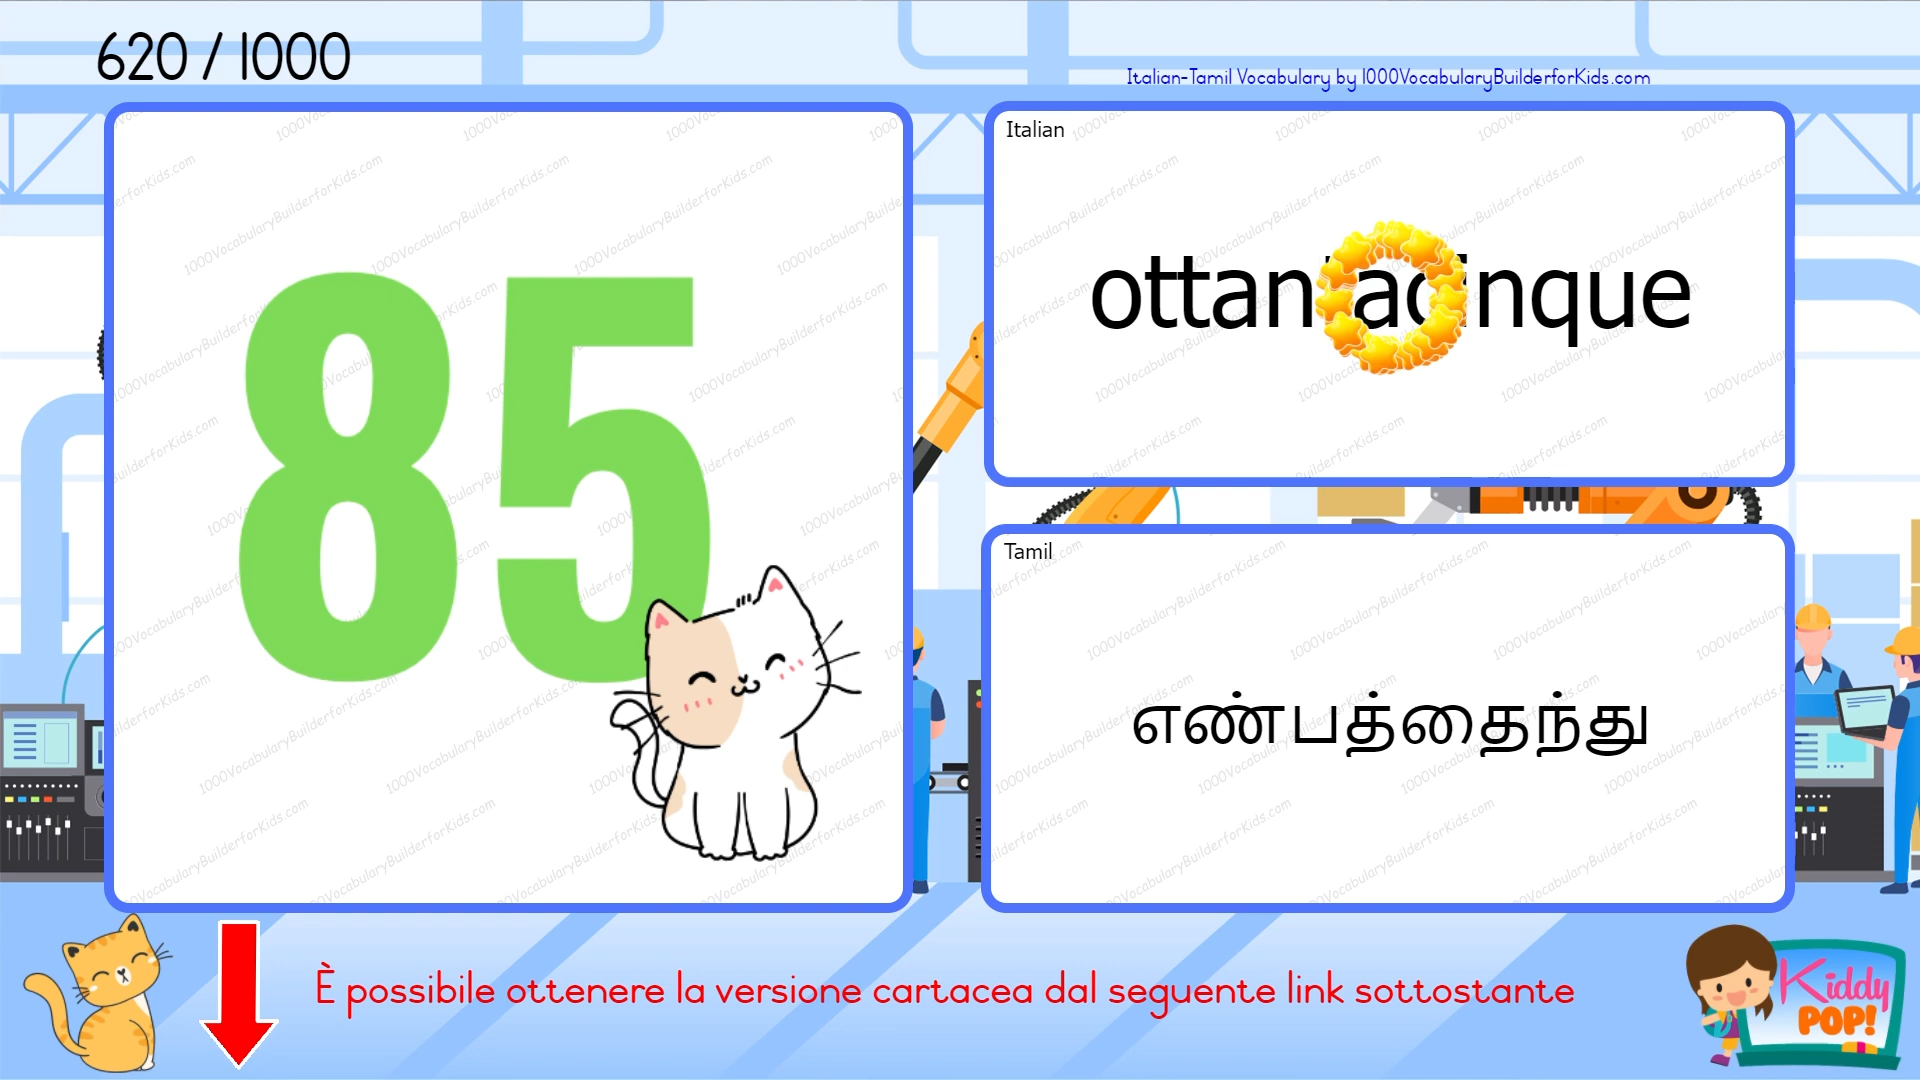 620 / 1000
Italian-Tamil Vocabulary by 1000VocabularyBuilderforKids.com
85
Italian
ottantacinque
Tamil
எண்பத்தைந்து
È possibile ottenere la versione cartacea dal seguente link sottostante
Kiddy
POP!